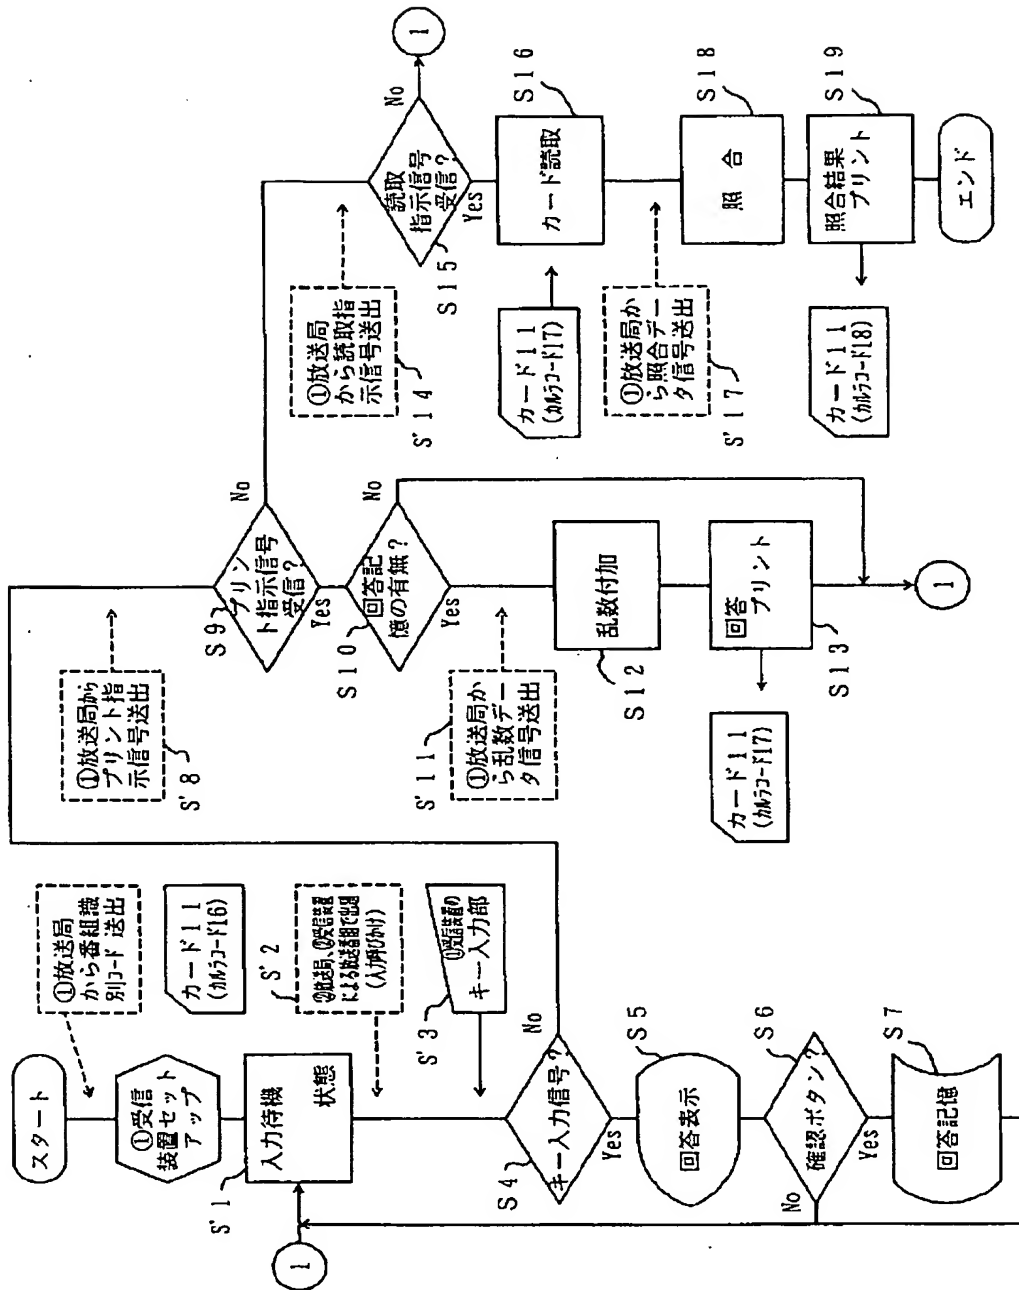 スタート
①放送局
から番組識
別コード 送出
①受信
装置セット
アップ
カード11
(カルラコード16)
S'1
入力待機
状態
1
S'2
(入力呼びかけ)
S'3
①受信装置の
キー入力部
S4
キー入力信号？
No
Yes
S5
回答表示
S6
確認ボタン？
No
Yes
S7
回答記憶
①放送局から
プリント指
示信号送出
S'8
S9
プリン
ト指示信号
受信？
No
Yes
S10
回答記
憶の有無？
No
Yes
①放送局か
ら乱数デー
タ信号送出
S'11
S12
乱数付加
回答
プリント
S13
カード11
(カルラコード17)
1
①放送局
から読取指
示信号送出
S'14
読取
指示信号
受信？
S15
No
1
Yes
カード読取
S16
カード11
(カルラコード17)
①放送局か
ら照合デー
タ信号送出
S'17
照合
S18
照合結果
プリント
S19
カード11
(カルラコード18)
エンド